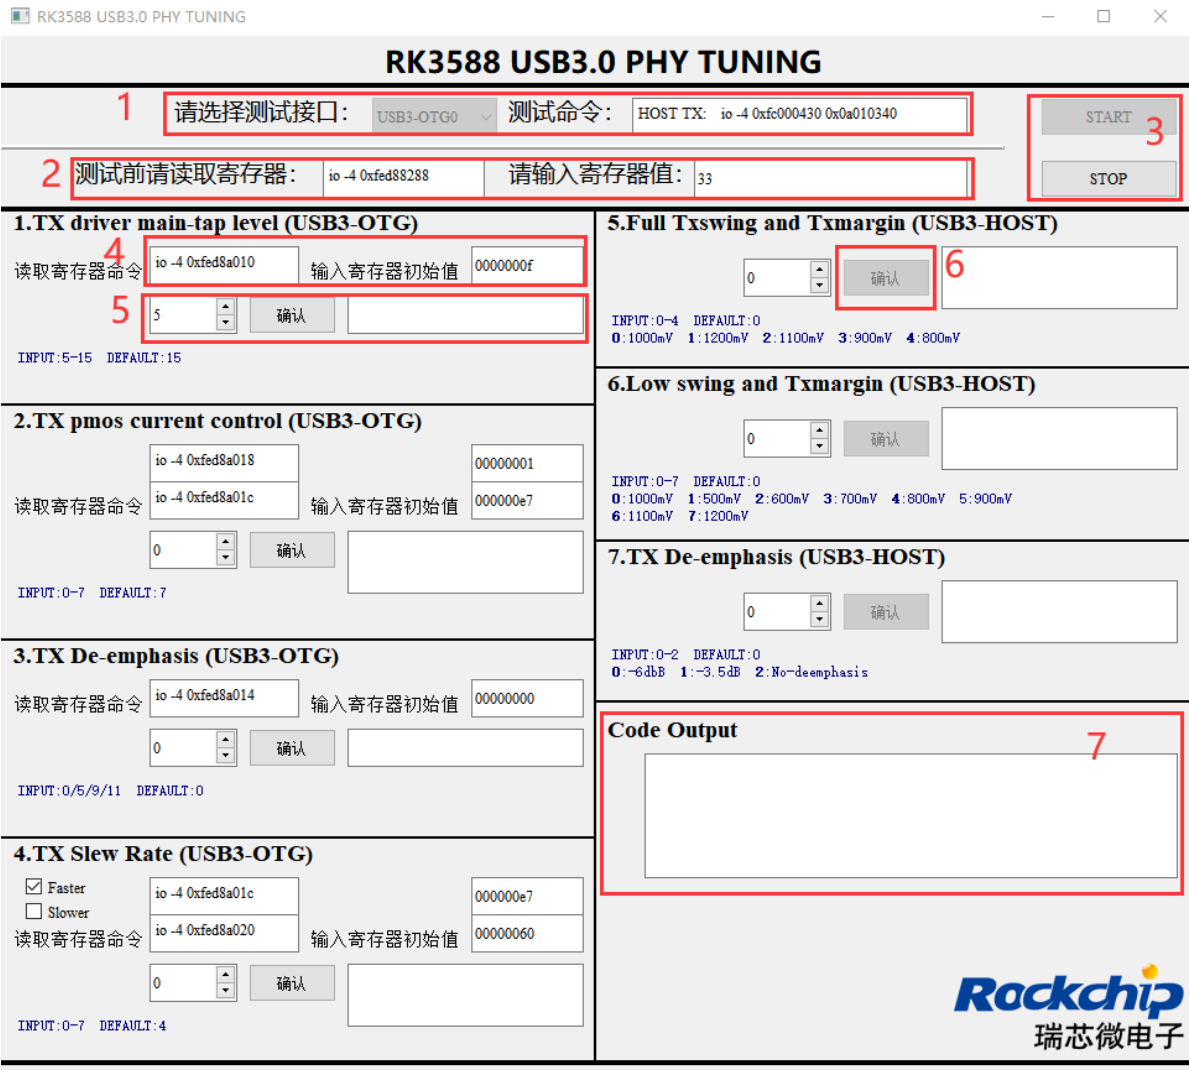 RK3588 USB3.0 PHY TUNING
RK3588 USB3.0 PHY TUNING
1 请选择测试接口： USB3-OTG0 测试命令： HOST TX: io -4 0xfc000430 0x0a010340
START
3
2 测试前请读取寄存器： io -4 0xfed88288 请输入寄存器值： 33
STOP
1.TX driver main-tap level (USB3-OTG)
4
读取寄存器命令 io -4 0xfed8a010 输入寄存器初始值 0000000f
5 5 确认
INPUT:5-15 DEFAULT:15
2.TX pmos current control (USB3-OTG)
io -4 0xfed8a018 00000001
读取寄存器命令 io -4 0xfed8a01c 输入寄存器初始值 000000e7
0 确认
INPUT:0-7 DEFAULT:7
3.TX De-emphasis (USB3-OTG)
读取寄存器命令 io -4 0xfed8a014 输入寄存器初始值 00000000
0 确认
INPUT:0/5/9/11 DEFAULT:0
4.TX Slew Rate (USB3-OTG)
Faster io -4 0xfed8a01c 000000e7
Slower
读取寄存器命令 io -4 0xfed8a020 输入寄存器初始值 00000060
0 确认
INPUT:0-7 DEFAULT:4
5.Full Txswing and Txmargin (USB3-HOST)
0 确认 6
INPUT:0-4 DEFAULT:0
0:1000mV 1:1200mV 2:1100mV 3:900mV 4:800mV
6.Low swing and Txmargin (USB3-HOST)
0 确认
INPUT:0-7 DEFAULT:0
0:1000mV 1:500mV 2:600mV 3:700mV 4:800mV 5:900mV
6:1100mV 7:1200mV
7.TX De-emphasis (USB3-HOST)
0 确认
INPUT:0-2 DEFAULT:0
0:-6dbB 1:-3.5dB 2:No-deemphasis
Code Output
7
Rockchip
瑞芯微电子